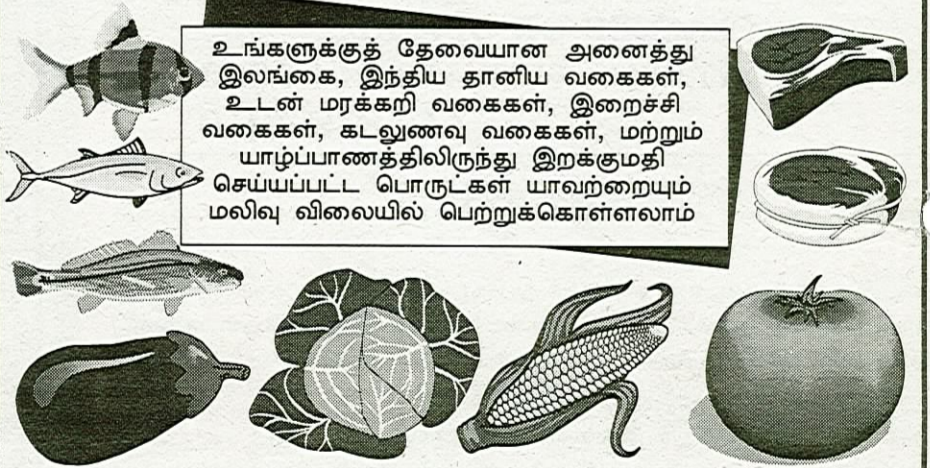 உங்களுக்குத் தேவையான அனைத்து
இலங்கை, இந்திய தானிய வகைகள்,
உடன் மரக்கறி வகைகள், இறைச்சி
வகைகள், கடலுணவு வகைகள், மற்றும்
யாழ்ப்பாணத்திலிருந்து இறக்குமதி
செய்யப்பட்ட பொருட்கள் யாவற்றையும்
மலிவு விலையில் பெற்றுக்கொள்ளலாம்